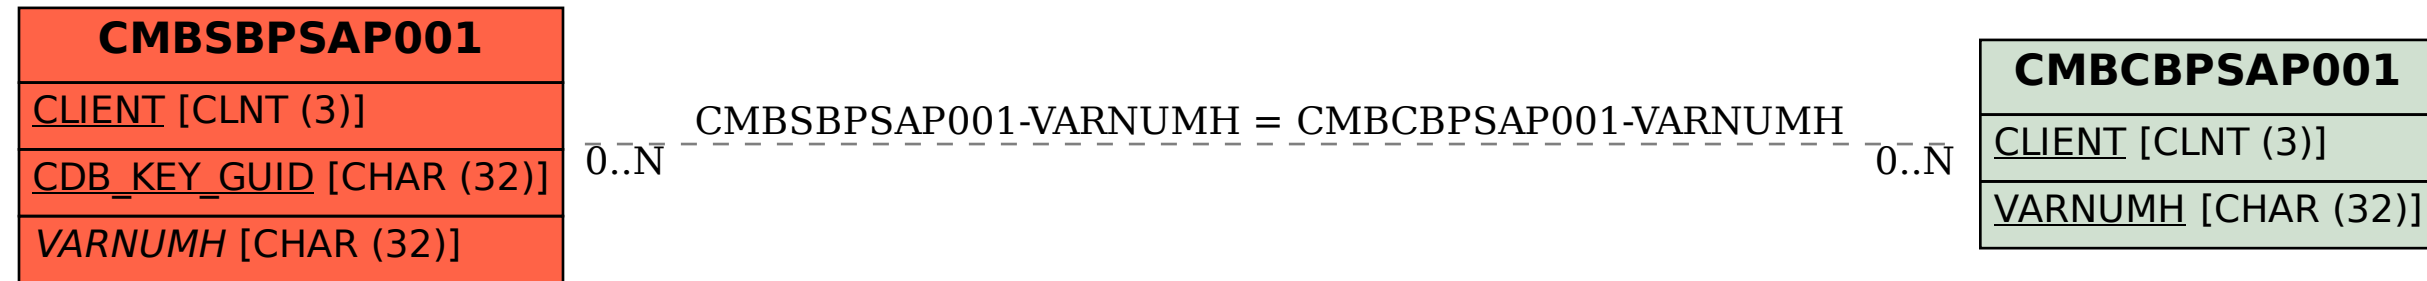 CMBSBPSAP001
CLIENT [CLNT (3)]
CDB_KEY_GUID [CHAR (32)]
VARNUMH [CHAR (32)]
CMBSBPSAP001-VARNUMH = CMBCBPSAP001-VARNUMH
0..N
0..N
CMBCBPSAP001
CLIENT [CLNT (3)]
VARNUMH [CHAR (32)]